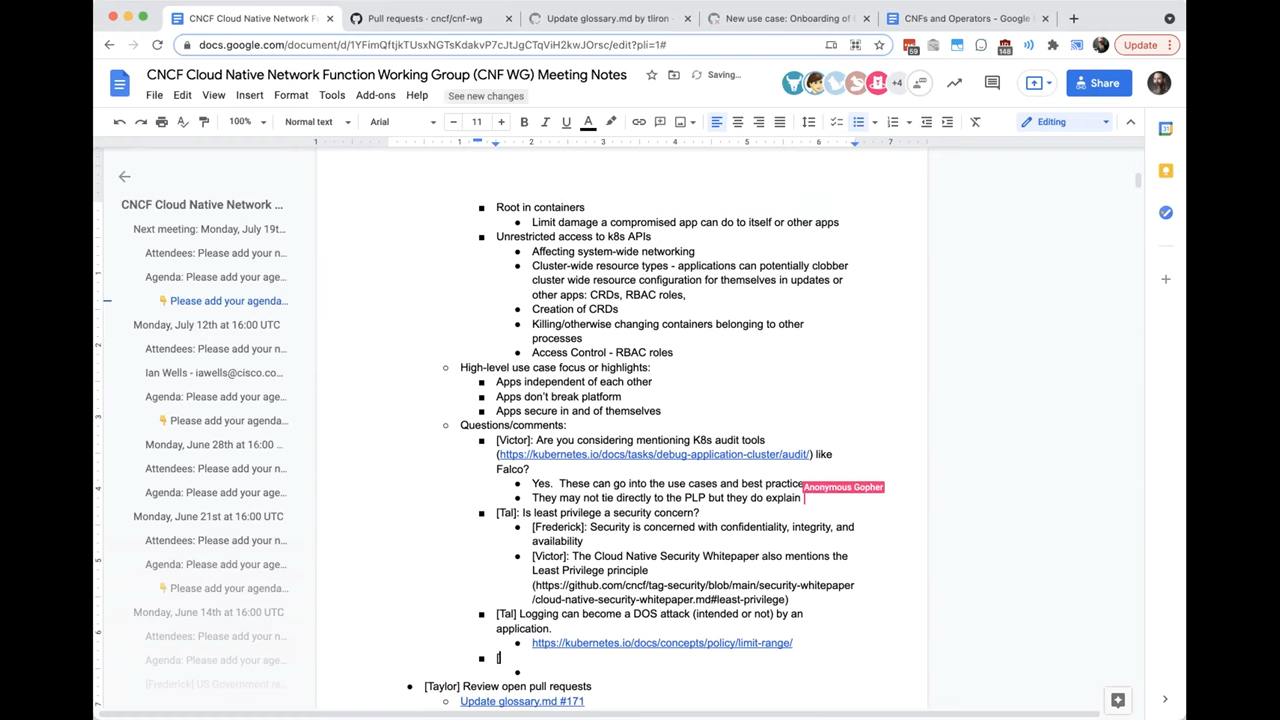 CNCF Cloud Native Network F
Pull requests · cncf/cnf-wg
Update glossary.md by tliron ·
New use case: Onboarding of E
CNFs and Operators - Google
docs.google.com/document/d/1YFimQftjkTUsxNGTsKdakvP7cJtJgCTqViH2kwJOrsc/edit?pli=1#
69
148
Update
CNCF Cloud Native Network Function Working Group (CNF WG) Meeting Notes
Saving...
+4
Share
File Edit View Insert Format Tools Add-ons Help See new changes
100% Normal text Arial 11 Editing
1 1 2 3 4 5 6 7
CNCF Cloud Native Network ...
Next meeting: Monday, July 19t...
Attendees: Please add your n...
Agenda: Please add your age...
👇 Please add your agenda...
Monday, July 12th at 16:00 UTC
Attendees: Please add your n...
Ian Wells - iawells@cisco.co...
Agenda: Please add your age...
👇 Please add your agenda...
Monday, June 28th at 16:00 ...
Attendees: Please add your n...
Agenda: Please add your age...
Monday, June 21st at 16:00 UTC
Attendees: Please add your n...
Agenda: Please add your age...
👇 Please add your agenda...
Monday, June 14th at 16:00 UTC
Attendees: Please add your n...
Agenda: Please add your age...
[Frederick] US Government re...
■ Root in containers
● Limit damage a compromised app can do to itself or other apps
■ Unrestricted access to k8s APIs
● Affecting system-wide networking
● Cluster-wide resource types - applications can potentially clobber
cluster wide resource configuration for themselves in updates or
other apps: CRDs, RBAC roles,
● Creation of CRDs
● Killing/otherwise changing containers belonging to other
processes
● Access Control - RBAC roles
○ High-level use case focus or highlights:
■ Apps independent of each other
■ Apps don't break platform
■ Apps secure in and of themselves
○ Questions/comments:
■ [Victor]: Are you considering mentioning K8s audit tools
(https://kubernetes.io/docs/tasks/debug-application-cluster/audit/) like
Falco?
● Yes. These can go into the use cases and best practice
Anonymous Gopher
● They may not tie directly to the PLP but they do explain
■ [Tal]: Is least privilege a security concern?
● [Frederick]: Security is concerned with confidentiality, integrity, and
availability
● [Victor]: The Cloud Native Security Whitepaper also mentions the
Least Privilege principle
(https://github.com/cncf/tag-security/blob/main/security-whitepaper
/cloud-native-security-whitepaper.md#least-privilege)
■ [Tal] Logging can become a DOS attack (intended or not) by an
application.
● https://kubernetes.io/docs/concepts/policy/limit-range/
■ [
● [Taylor] Review open pull requests
○ Update glossary.md #171